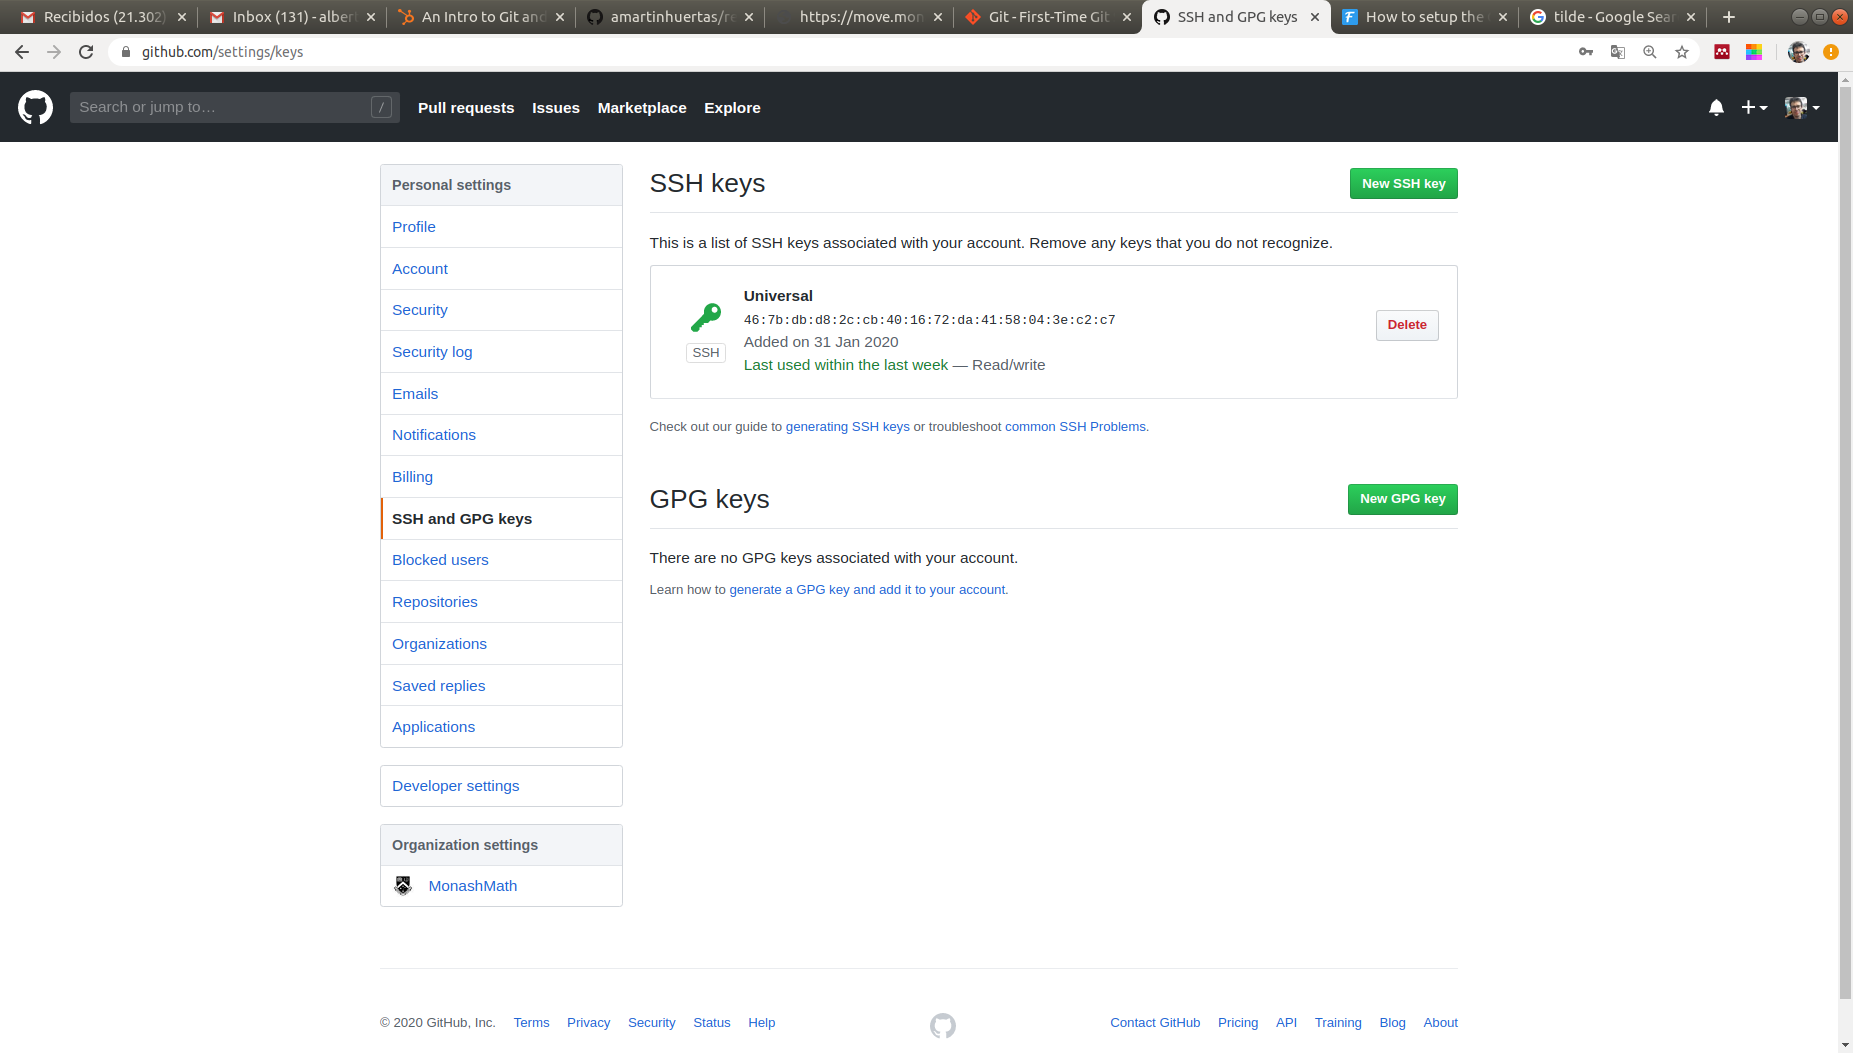 Recibidos (21.302)
Inbox (131) - albert
An Intro to Git and
amartinhuertas/re
https://move.mon
Git - First-Time Git
SSH and GPG keys
How to setup the
tilde - Google Sear
github.com/settings/keys
Search or jump to…
/
Pull requests
Issues
Marketplace
Explore
Personal settings
Profile
Account
Security
Security log
Emails
Notifications
Billing
SSH and GPG keys
Blocked users
Repositories
Organizations
Saved replies
Applications
Developer settings
Organization settings
MonashMath
SSH keys
New SSH key
This is a list of SSH keys associated with your account. Remove any keys that you do not recognize.
Universal
46:7b:db:d8:2c:cb:40:16:72:da:41:58:04:3e:c2:c7
Added on 31 Jan 2020
Last used within the last week — Read/write
SSH
Delete
Check out our guide to generating SSH keys or troubleshoot common SSH Problems.
GPG keys
New GPG key
There are no GPG keys associated with your account.
Learn how to generate a GPG key and add it to your account.
© 2020 GitHub, Inc.
Terms
Privacy
Security
Status
Help
Contact GitHub
Pricing
API
Training
Blog
About